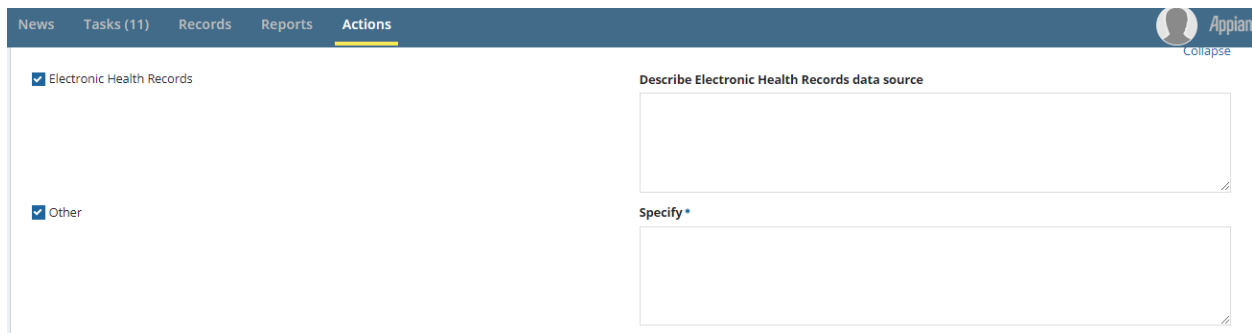 News Tasks (11) Records Reports Actions Appian
Collapse
Electronic Health Records Describe Electronic Health Records data source
Other Specify*